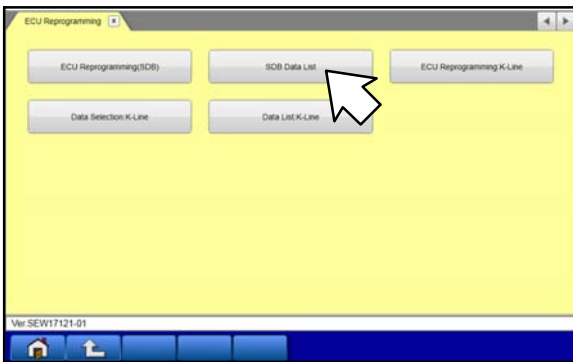 ECU Reprogramming
ECU Reprogramming(SDB)
SDB Data List
ECU Reprogramming:K-Line
Data Selection:K-Line
Data List:K-Line
Ver.SEW17121-01